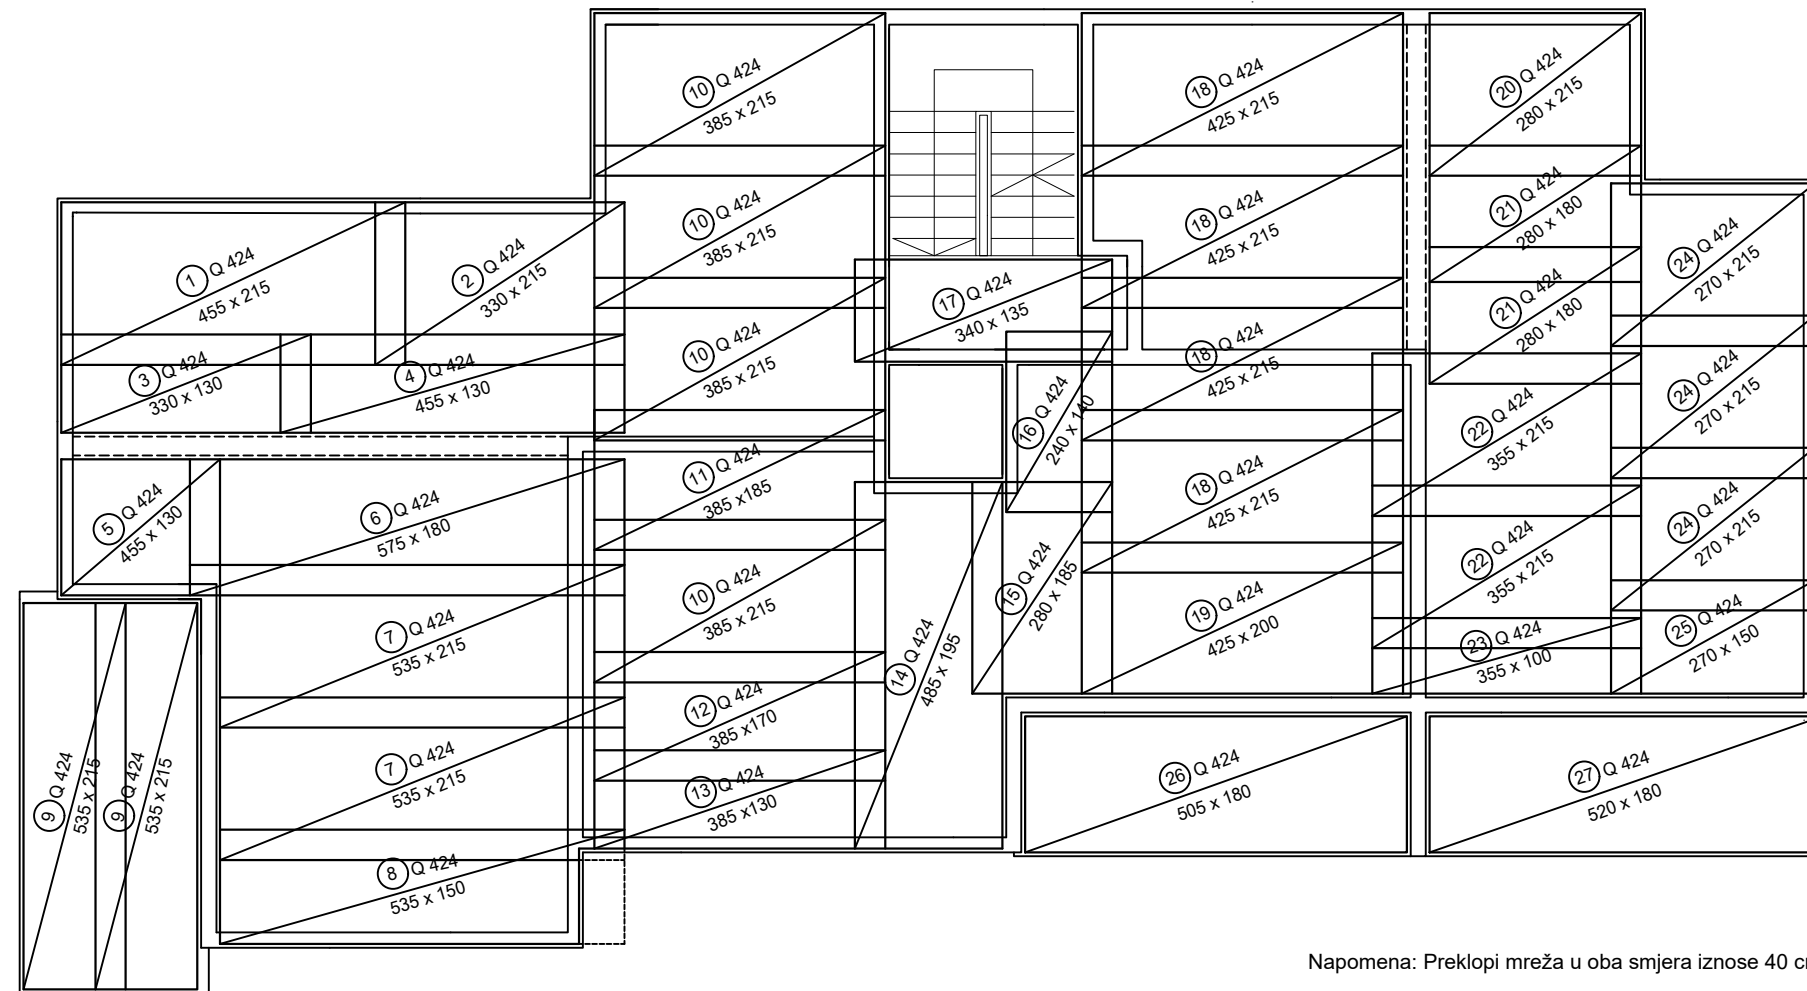 10 Q 424
385 x 215
18 Q 424
425 x 215
20 Q 424
280 x 215
10 Q 424
385 x 215
18 Q 424
425 x 215
21 Q 424
280 x 180
1 Q 424
455 x 215
2 Q 424
330 x 215
17 Q 424
340 x 135
21 Q 424
280 x 180
24 Q 424
270 x 215
3 Q 424
330 x 130
4 Q 424
455 x 130
10 Q 424
385 x 215
16 Q 424
240 x 140
18 Q 424
425 x 215
22 Q 424
355 x 215
24 Q 424
270 x 215
5 Q 424
455 x 130
6 Q 424
575 x 180
11 Q 424
385 x185
18 Q 424
425 x 215
24 Q 424
270 x 215
7 Q 424
535 x 215
10 Q 424
385 x 215
15 Q 424
280 x 185
19 Q 424
425 x 200
22 Q 424
355 x 215
23 Q 424
355 x 100
25 Q 424
270 x 150
14 Q 424
485 x 195
12 Q 424
385 x170
9 Q 424
535 x 215
9 Q 424
535 x 215
7 Q 424
535 x 215
13 Q 424
385 x130
26 Q 424
505 x 180
27 Q 424
520 x 180
8 Q 424
535 x 150
Napomena: Preklopi mreža u oba smjera iznose 40 c